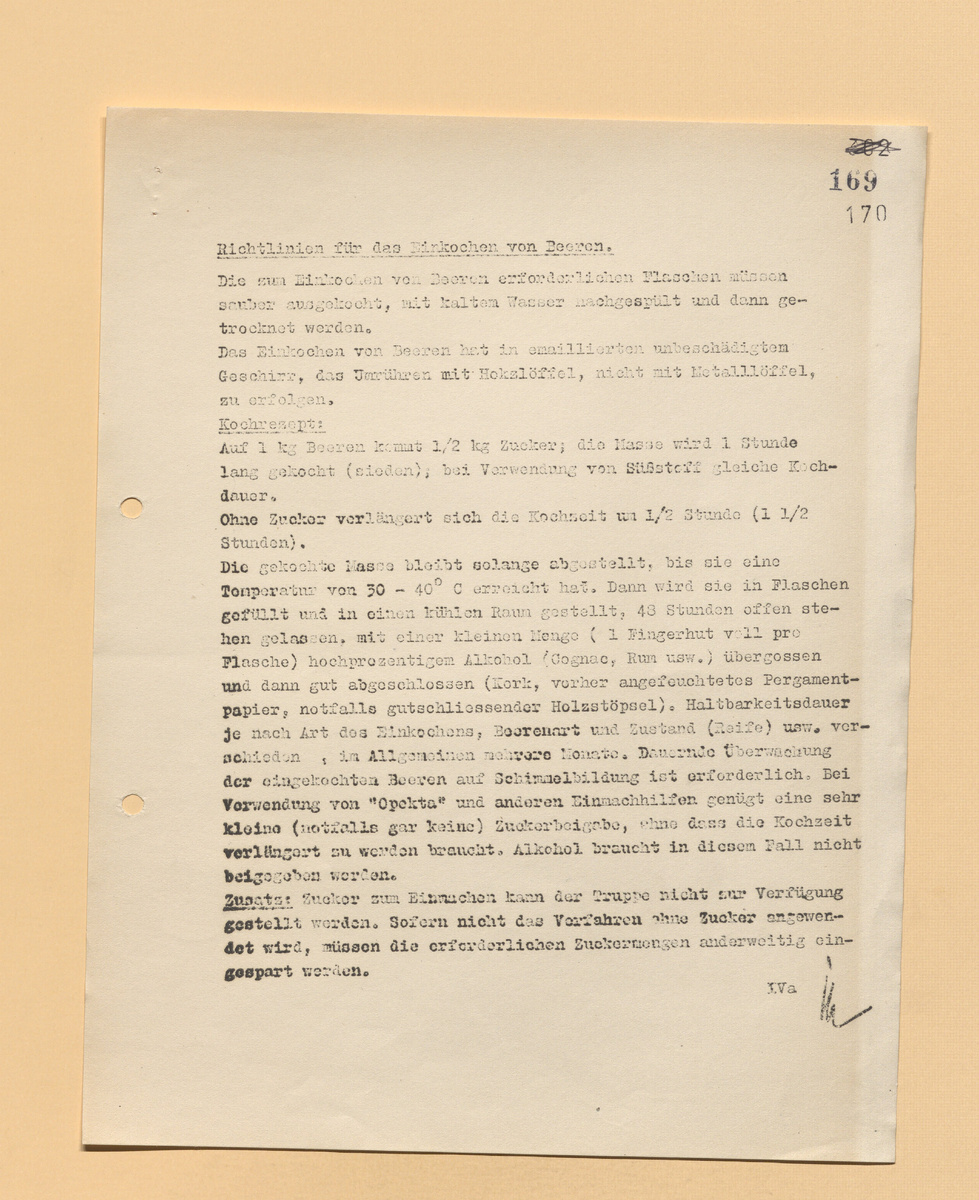 202
169
170
Richtlinien für das Einkochen von Beeren.
Die zum Einkochen von Beeren erforderlichen Flaschen müssen
sauber ausgekocht, mit kaltem Wasser nachgespült und dann ge-
trocknet werden.
Das Einkochen von Beeren hat in emaillierten unbeschädigtem
Geschirr, das Umrühren mit Hokzlöffel, nicht mit Metalllöffel,
zu erfolgen.
Kochrezept:
Auf 1 kg Beeren kommt 1/2 kg Zucker; die Masse wird 1 Stunde
lang gekocht (sieden); bei Verwendung von Süßstoff gleiche Koch-
dauer.
Ohne Zucker verlängert sich die Kochzeit um 1/2 Stunde (1 1/2
Stunden).
Die gekochte Masse bleibt solange abgestellt, bis sie eine
Temperatur von 30 - 40° C erreicht hat. Dann wird sie in Flaschen
gefüllt und in einen kühlen Raum gestellt, 48 Stunden offen ste-
hen gelassen, mit einer kleinen Menge ( 1 Fingerhut voll pro
Flasche) hochprozentigem Alkohol (Cognac, Rum usw.) übergossen
und dann gut abgeschlossen (Kork, vorher angefeuchtetes Pergament-
papier, notfalls gutschliessender Holzstöpsel). Haltbarkeitsdauer
je nach Art des Einkochens, Beerenart und Zustand (Reife) usw. ver-
schieden , im Allgemeinen mehrere Monate. Dauernde Überwachung
der eingekochten Beeren auf Schimmelbildung ist erforderlich. Bei
Verwendung von "Opekta" und anderen Einmachhilfen genügt eine sehr
kleine (notfalls gar keine) Zuckerbeigabe, ohne dass die Kochzeit
verlängert zu werden braucht. Alkohol braucht in diesem Fall nicht
beigegeben werden.
Zusatz: Zucker zum Einmachen kann der Truppe nicht zur Verfügung
gestellt werden. Sofern nicht das Verfahren ohne Zucker angewen-
det wird, müssen die erforderlichen Zuckermengen anderweitig ein-
gespart werden.
IVa